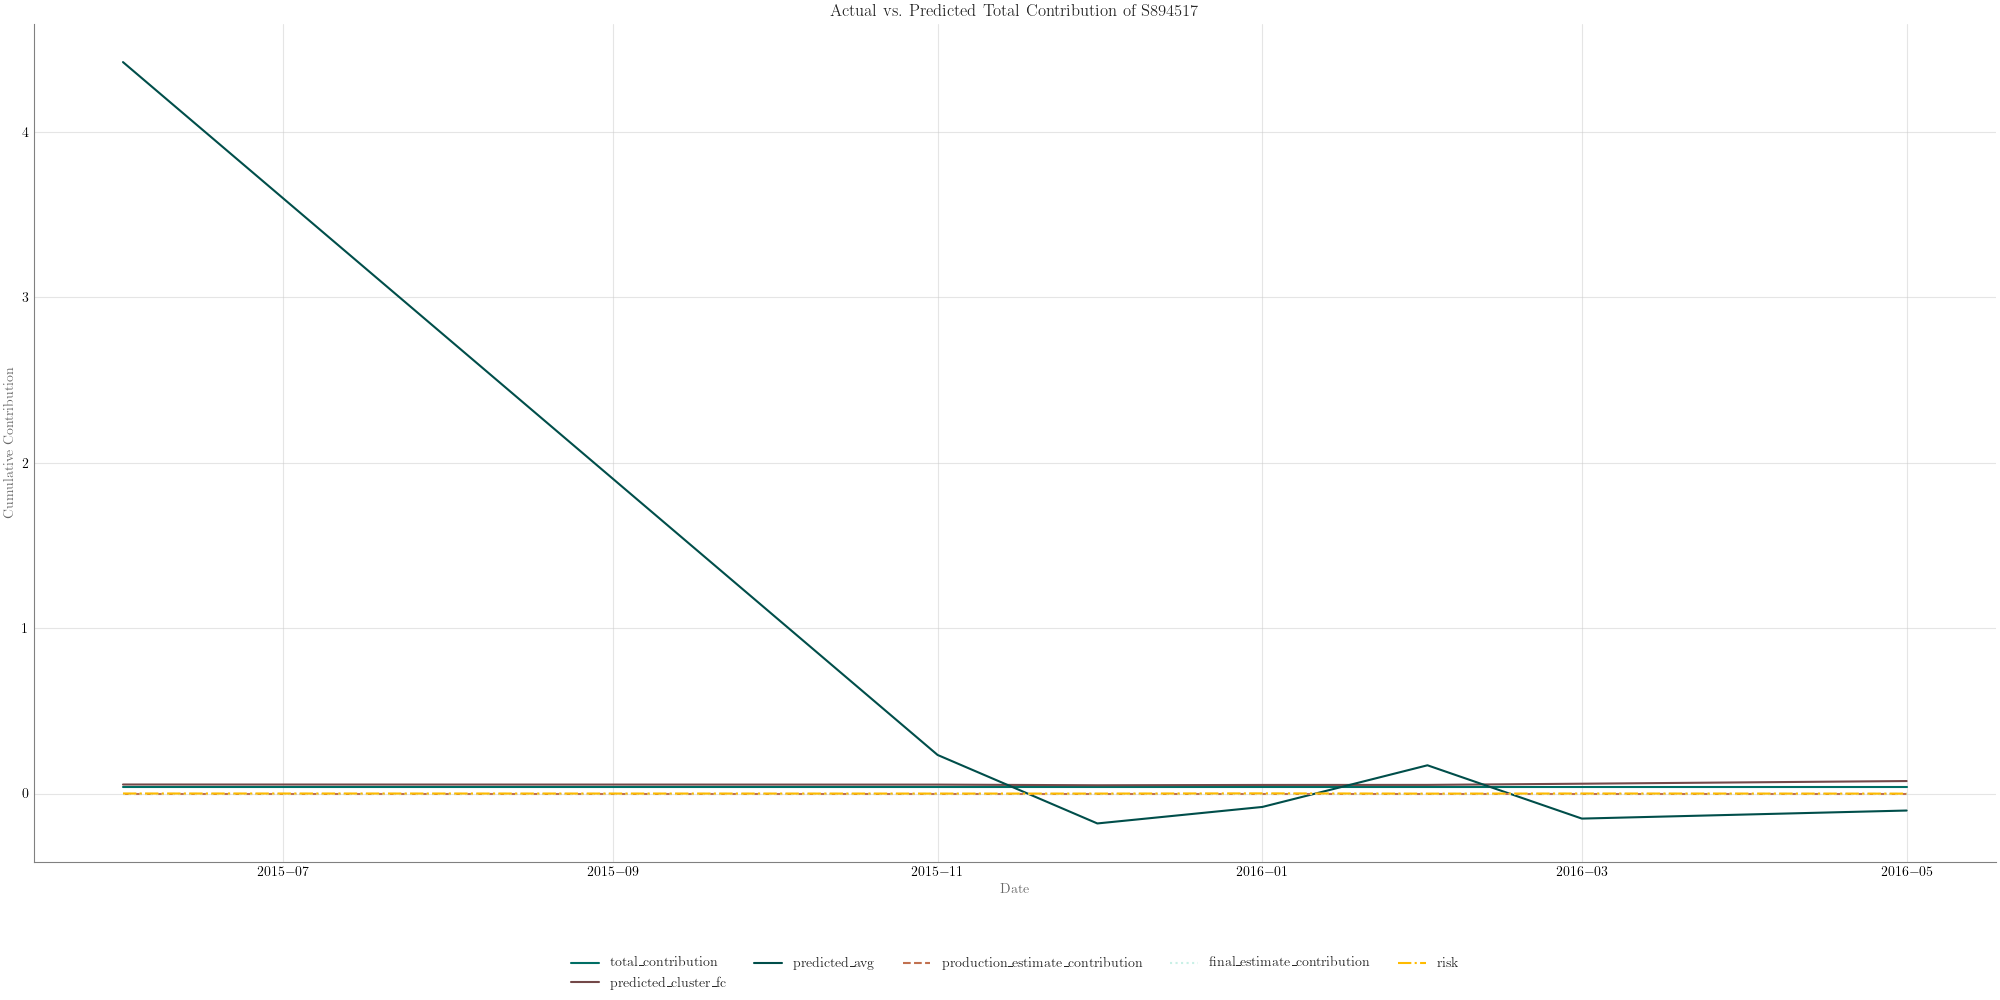 Actual vs. Predicted Total Contribution of S894517
Cumulative Contribution
4
3
2
1
0
2015−07 2015−09 2015−11 2016−01 2016−03 2016−05
Date
total_contribution predicted_avg production_estimate_contribution final_estimate_contribution risk
predicted_cluster_fc